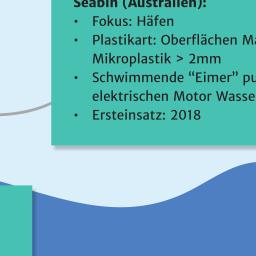 Seabin (Australien):
• Fokus: Häfen
• Plastikart: Oberflächen
Mikroplastik > 2mm
• Schwimmende “Eimer”
elektrischen Motor
• Ersteinsatz: 2018